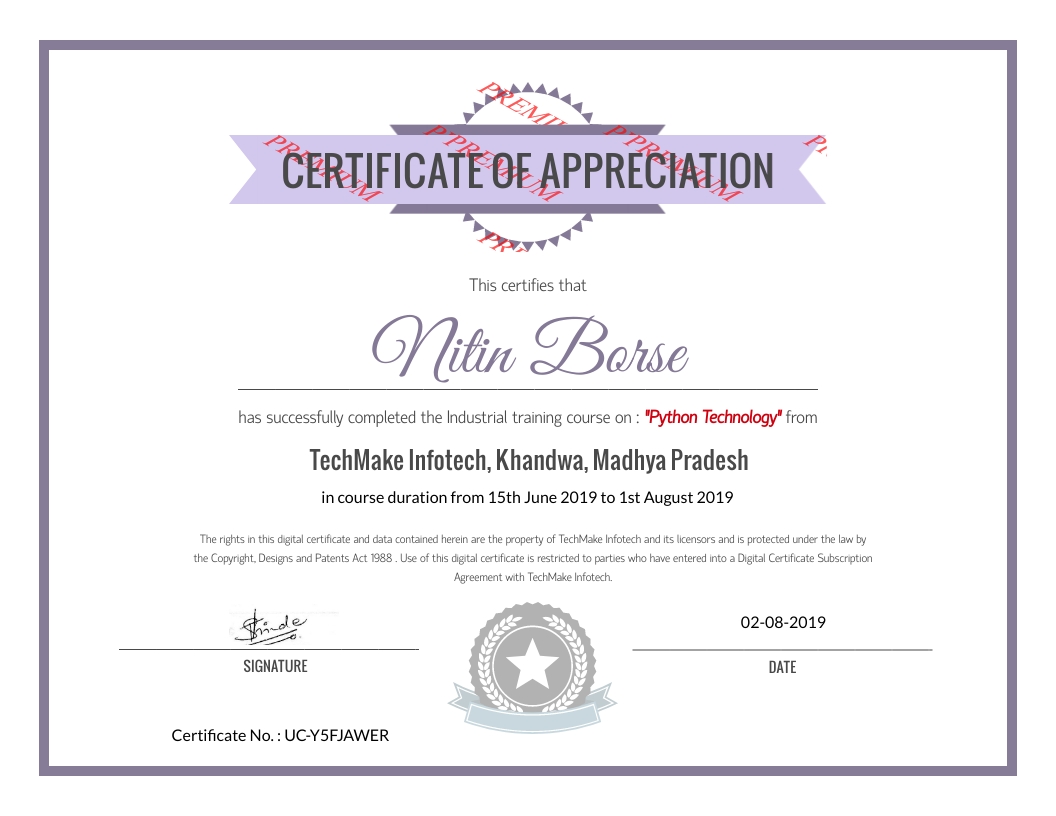 CERTIFICATE OF APPRECIATION
PREMIUM
PREMIUM
PREMIUM
This certifies that
Nitin Borse
has successfully completed the Industrial training course on : "Python Technology" from
TechMake Infotech, Khandwa, Madhya Pradesh
in course duration from 15th June 2019 to 1st August 2019
The rights in this digital certificate and data contained herein are the property of TechMake Infotech and its licensors and is protected under the law by
the Copyright, Designs and Patents Act 1988 . Use of this digital certificate is restricted to parties who have entered into a Digital Certificate Subscription
Agreement with TechMake Infotech.
02-08-2019
SIGNATURE
DATE
Certificate No. : UC-Y5FJAWER